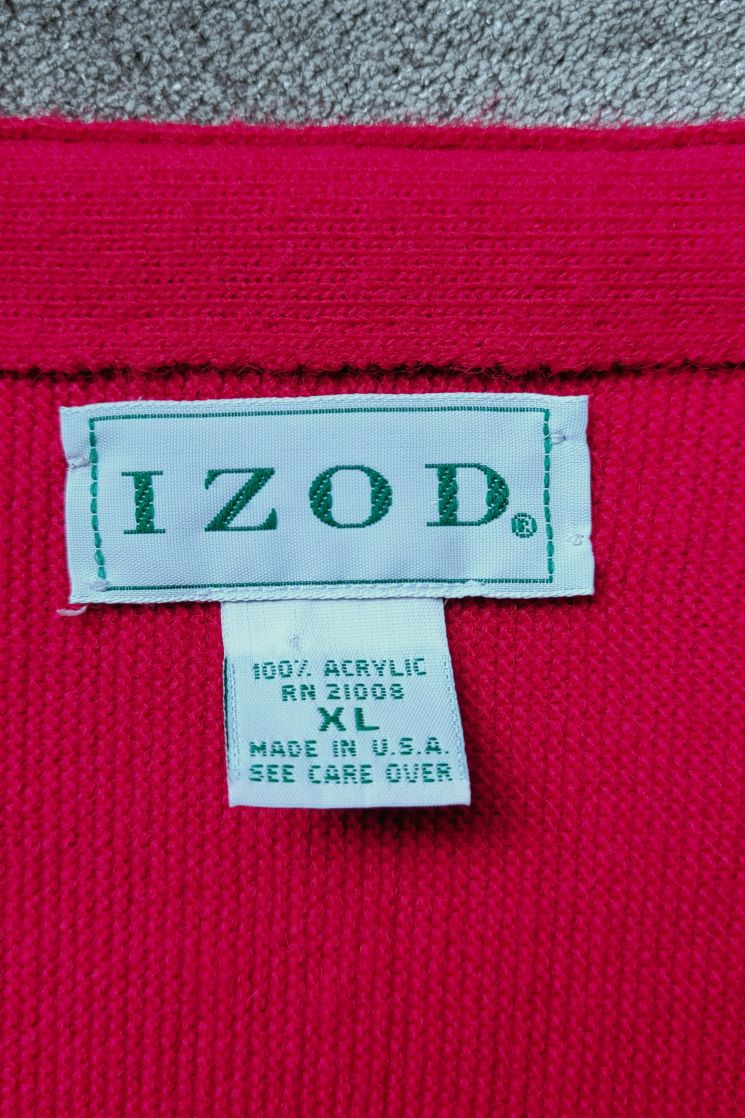 IZOD®
100% ACRYLIC
RN 21008
XL
MADE IN U.S.A.
SEE CARE OVER